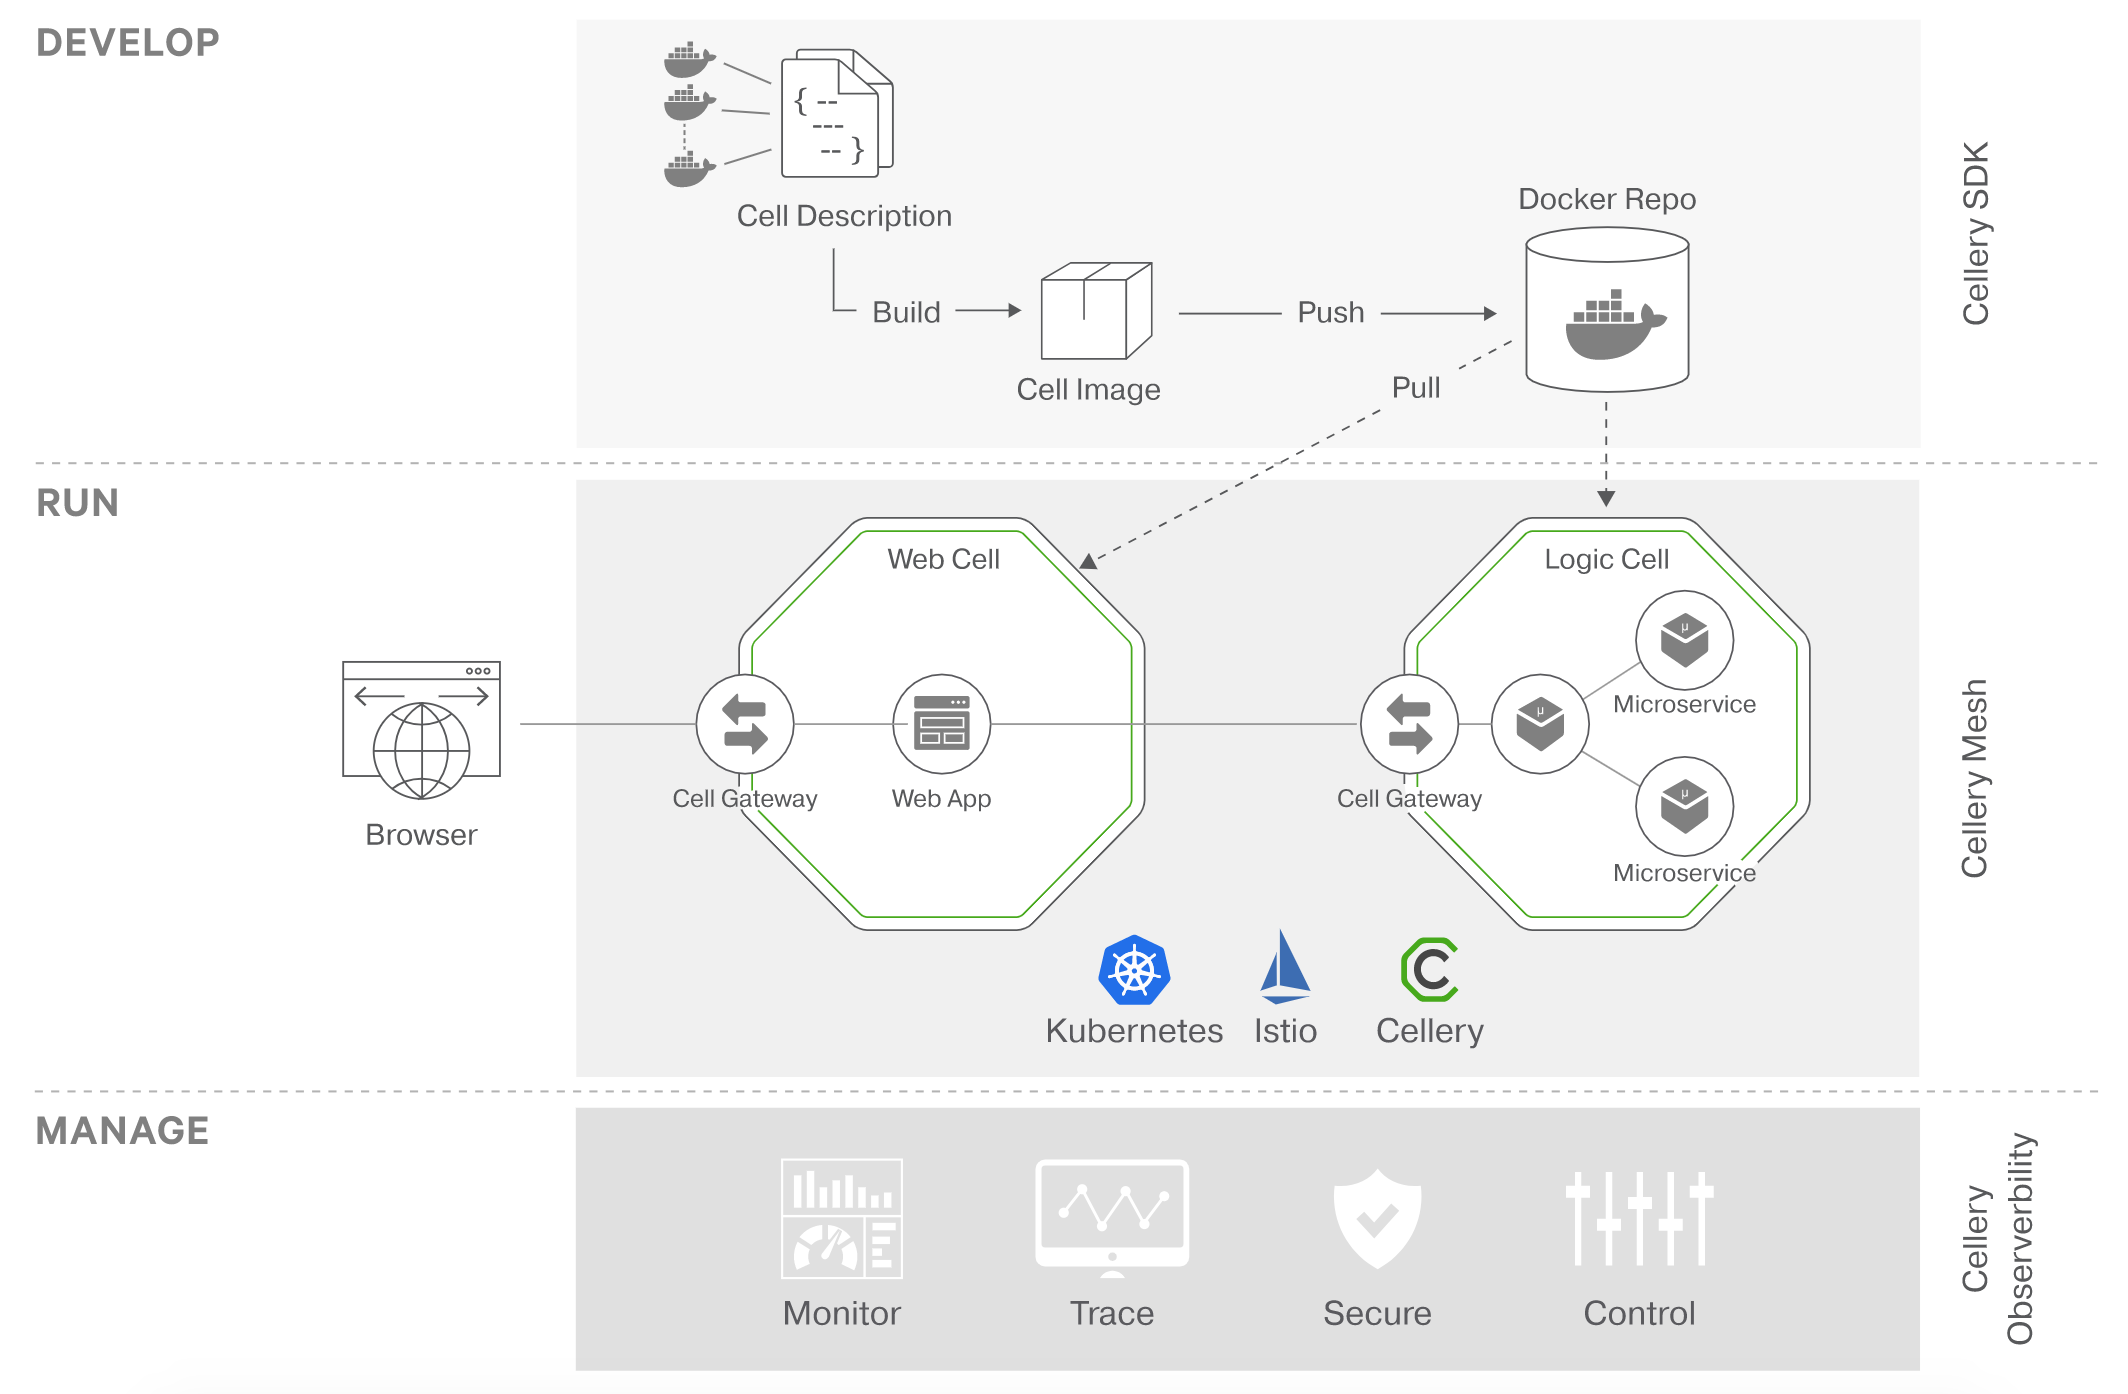 DEVELOP
Cell Description
Docker Repo
Build
Push
Cell Image
Pull
Cellery SDK
RUN
Web Cell
Logic Cell
µ
Microservice
µ
Cell Gateway
Web App
Cell Gateway
µ
Microservice
Browser
Kubernetes
Istio
Cellery
Cellery Mesh
MANAGE
Monitor
Trace
Secure
Control
Cellery
Observerbility